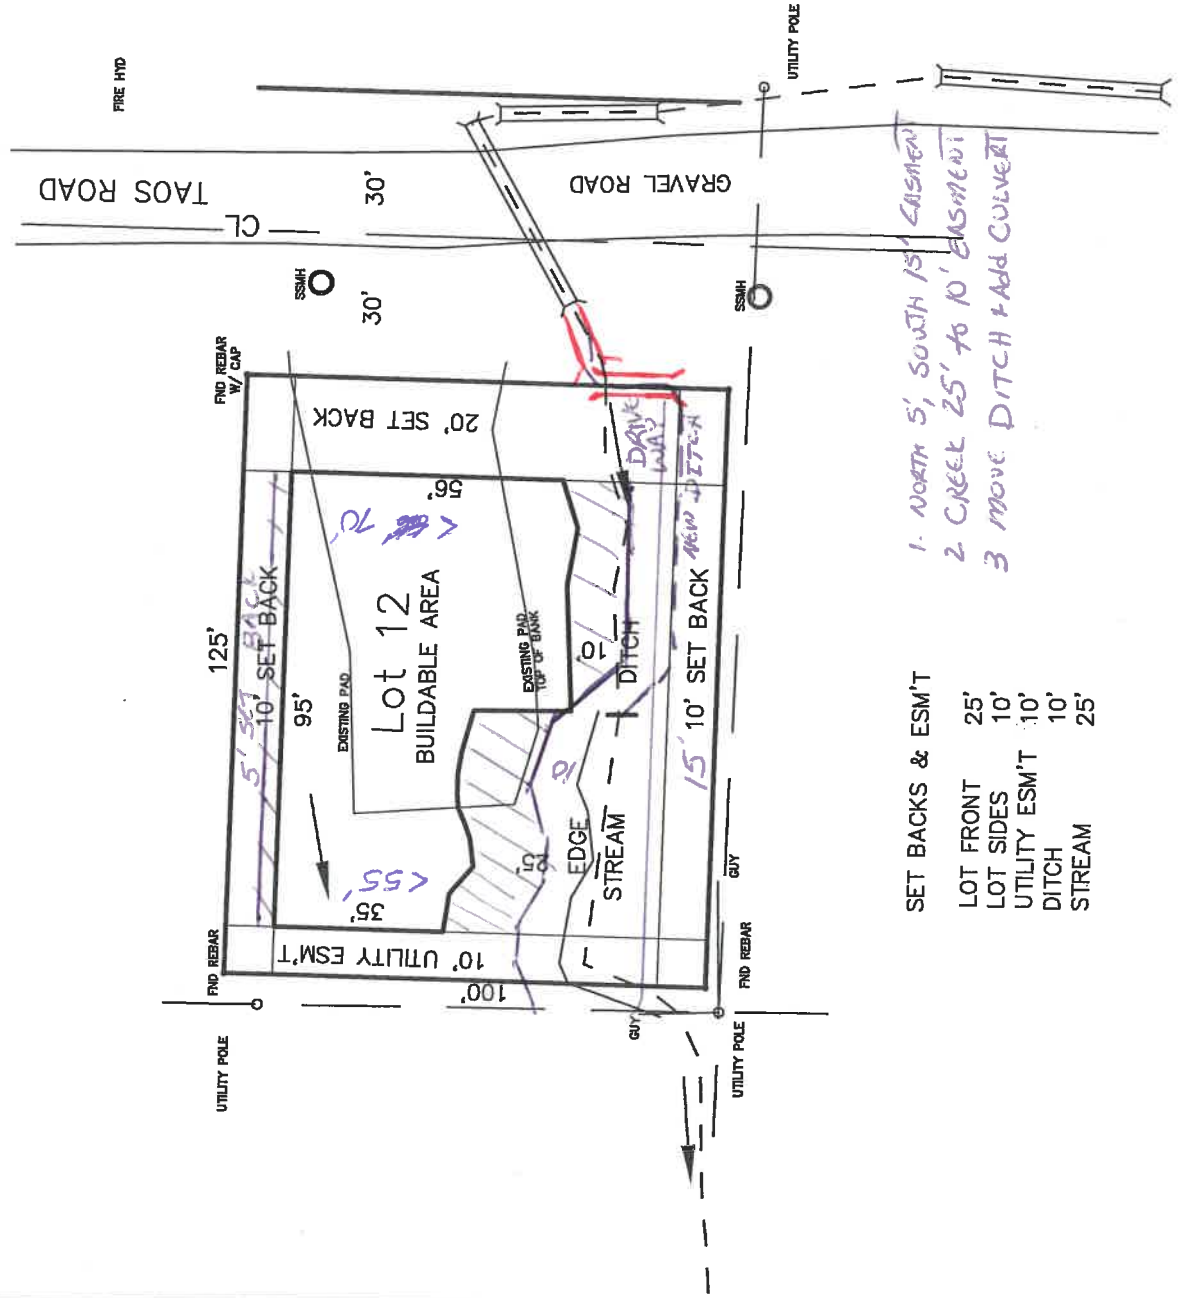 FIRE HYD
TAOS ROAD
CL
30'
30'
GRAVEL ROAD
UTILITY POLE
SSMH
SSMH
FND REBAR
W/ CAP
20' SET BACK
125'
5' SET BACK
10' SET BACK
95'
56'
< 70'
Lot 12
BUILDABLE AREA
EXISTING PAD
EXISTING PAD
TOP OF BANK
DRIVE
WAY
NEW DITCH
10'
DITCH
15' 10' SET BACK
10
25'
EDGE
STREAM
< 55'
35'
10' UTILITY ESM'T
100'
FND REBAR
FND REBAR
GUY
GUY
UTILITY POLE
UTILITY POLE
1. NORTH 5', SOUTH 15' EASMENT
2 CREEK 25' to 10' EASMENT
3 MOVE DITCH + Add CULVERT
SET BACKS & ESM'T
LOT FRONT 25'
LOT SIDES 10'
UTILITY ESM'T 10'
DITCH 10'
STREAM 25'